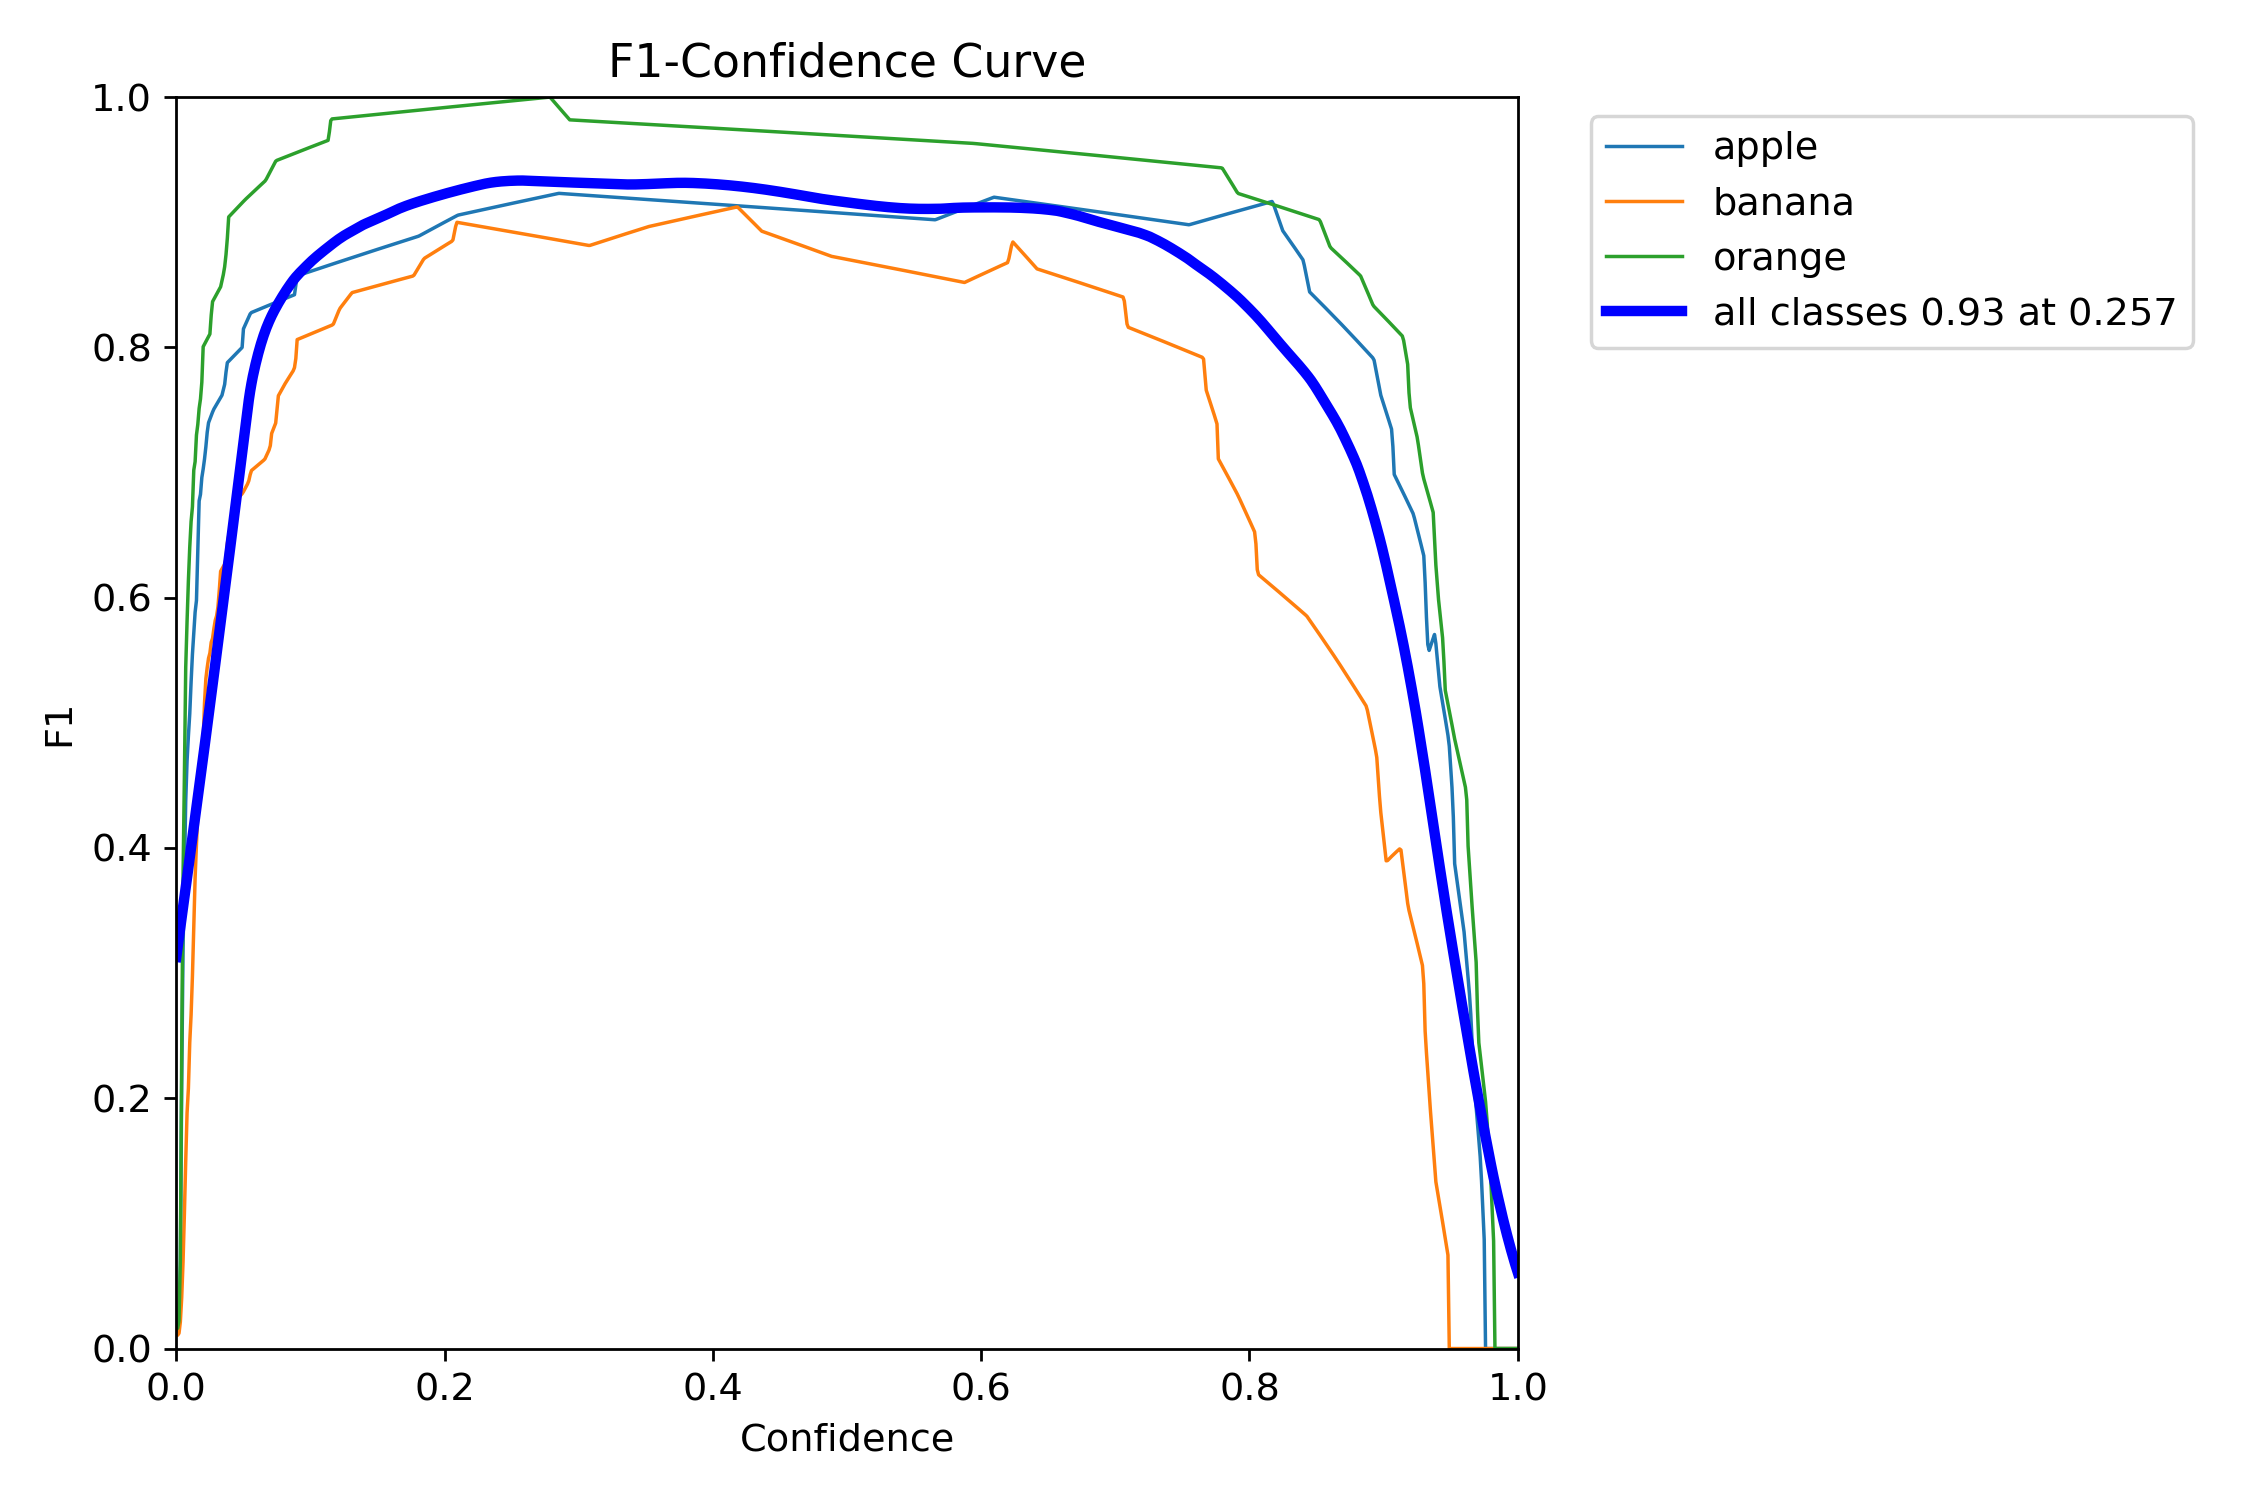 F1-Confidence Curve
1.0
0.8
0.6
0.4
0.2
0.0
F1
0.0 0.2 0.4 0.6 0.8 1.0
Confidence
apple
banana
orange
all classes 0.93 at 0.257